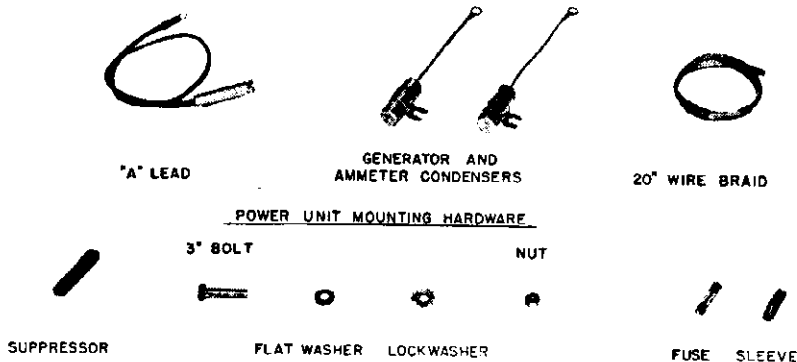 "A" LEAD
GENERATOR AND
AMMETER CONDENSERS
20" WIRE BRAID
POWER UNIT MOUNTING HARDWARE
3" BOLT
NUT
SUPPRESSOR
FLAT WASHER
LOCKWASHER
FUSE
SLEEVE